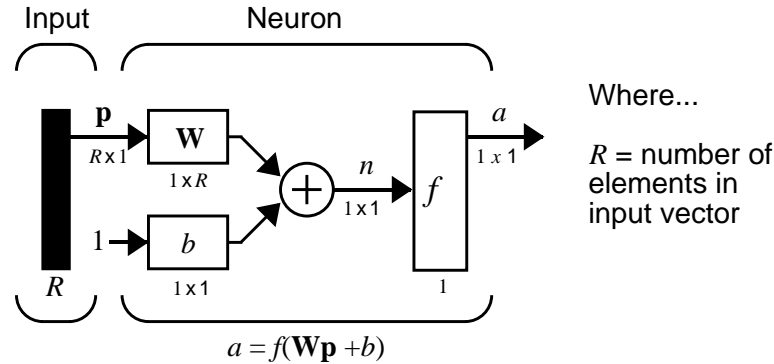 Input
Neuron
p
R x 1
W
1 x R
1
b
1 x 1
R
n
1 x 1
f
1
a
1 x 1
a = f(Wp +b)
Where...
R = number of
elements in
input vector